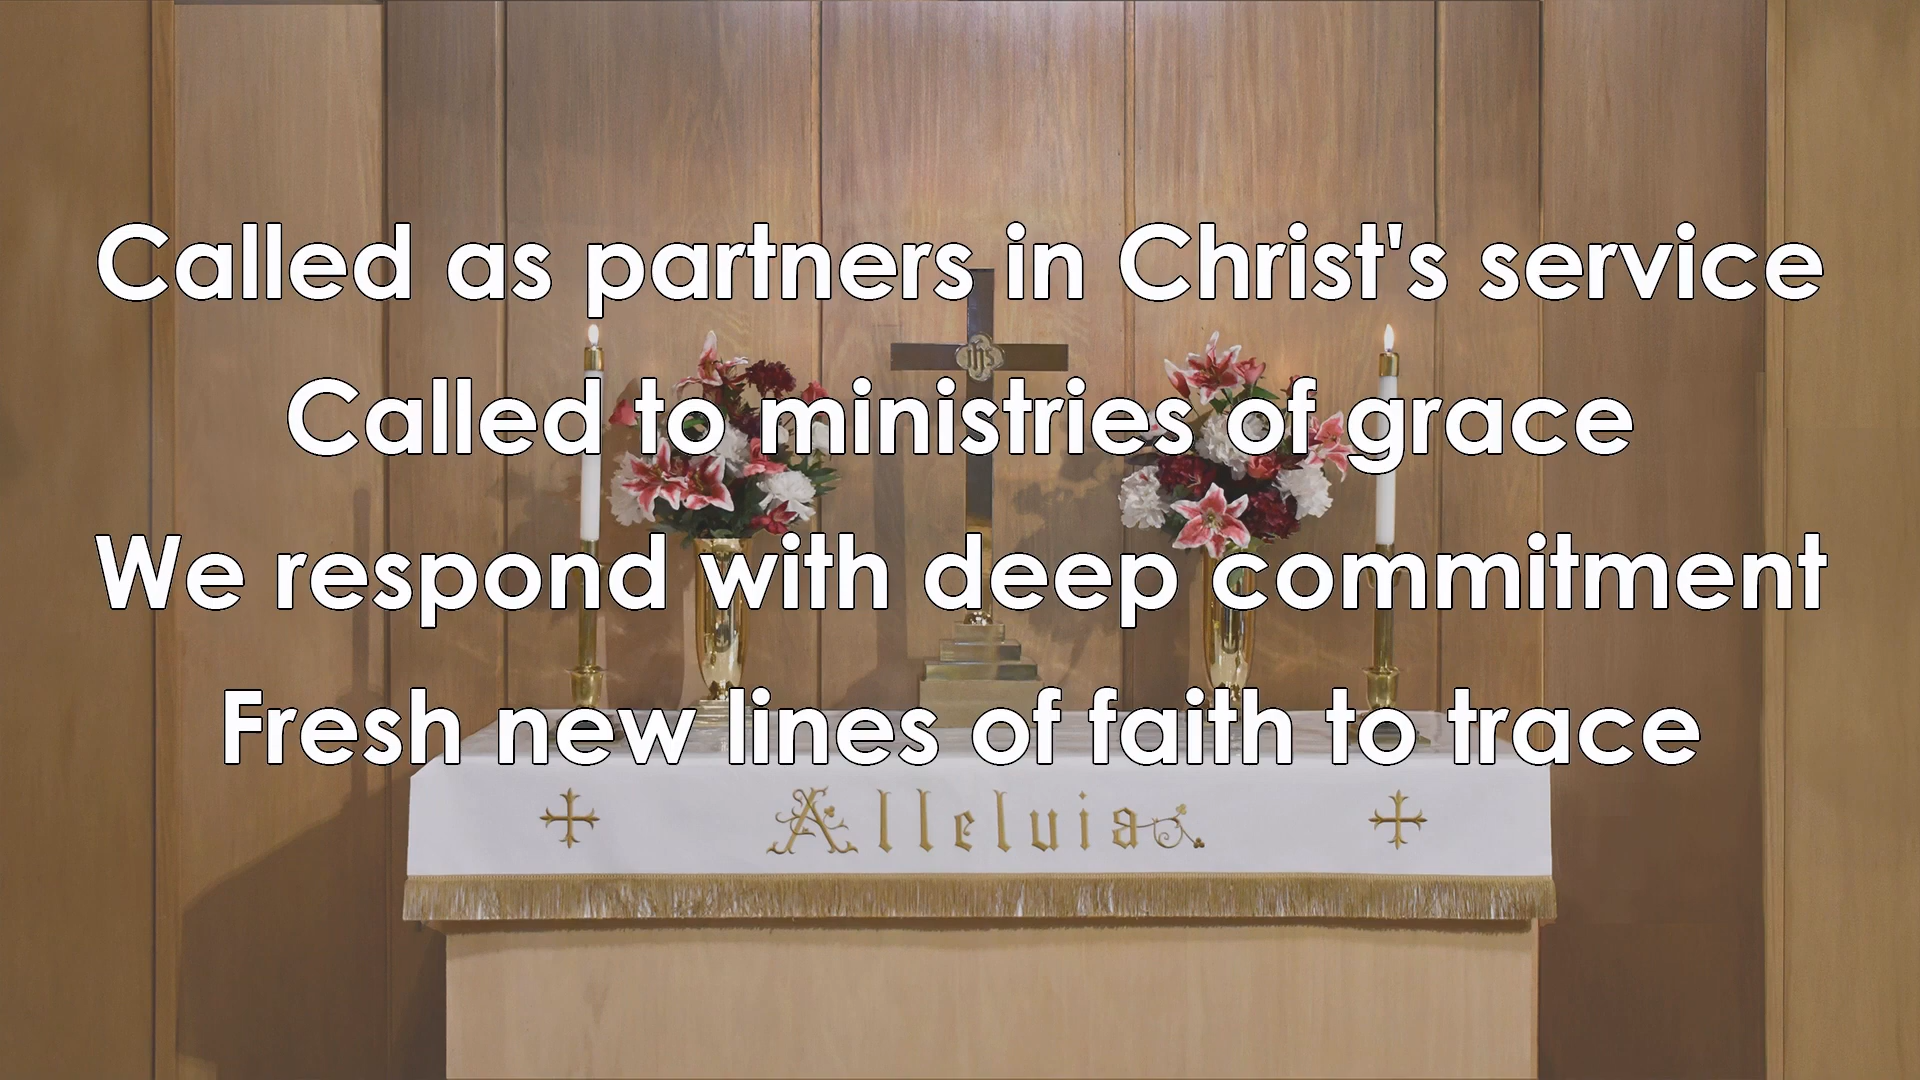 Called as partners in Christ's service
ihs
Called to ministries of grace
We respond with deep commitment
Fresh new lines of faith to trace
Alleluia